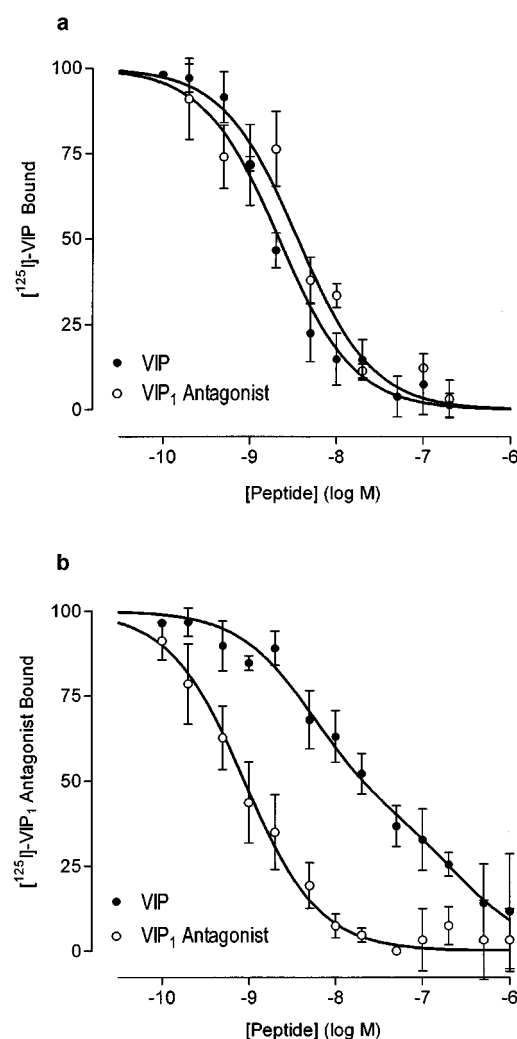 a
100
75
50
25
0
[¹²⁵I]-VIP Bound
VIP
VIP₁ Antagonist
-10 -9 -8 -7 -6
[Peptide] (log M)
b
100
75
50
25
0
[¹²⁵I]-VIP₁ Antagonist Bound
VIP
VIP₁ Antagonist
-10 -9 -8 -7 -6
[Peptide] (log M)